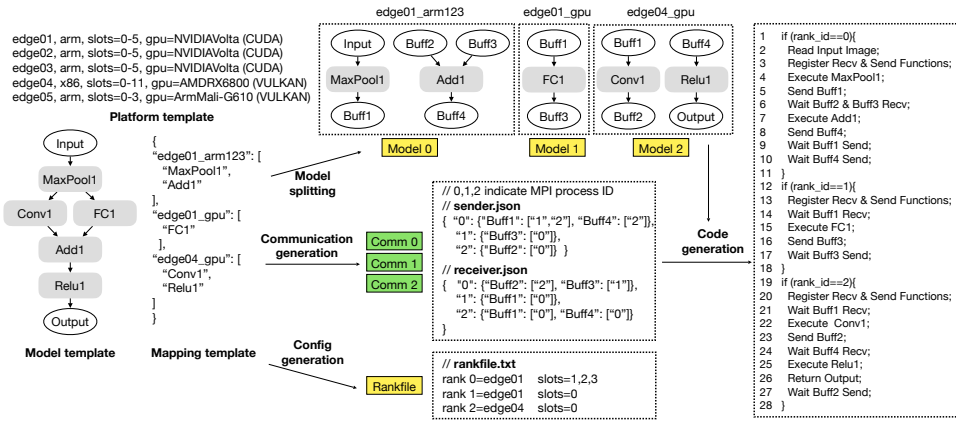 edge01, arm, slots=0-5, gpu=NVIDIAVolta (CUDA)
edge02, arm, slots=0-5, gpu=NVIDIAVolta (CUDA)
edge03, arm, slots=0-5, gpu=NVIDIAVolta (CUDA)
edge04, x86, slots=0-11, gpu=AMDRX6800 (VULKAN)
edge05, arm, slots=0-3, gpu=ArmMali-G610 (VULKAN)
Platform template
Input
MaxPool1
Conv1
FC1
Add1
Relu1
Output
Model template
{
“edge01_arm123”: [
“MaxPool1”,
“Add1”
],
“edge01_gpu”: [
“FC1”
],
“edge04_gpu”: [
“Conv1”,
“Relu1”
]
}
Mapping template
Model
splitting
Communication
generation
Config
generation
edge01_arm123
Input
Buff2
Buff3
MaxPool1
Add1
Buff1
Buff4
Model 0
edge01_gpu
Buff1
FC1
Buff3
Model 1
edge04_gpu
Buff1
Buff4
Conv1
Relu1
Buff2
Output
Model 2
Comm 0
Comm 1
Comm 2
// 0,1,2 indicate MPI process ID
// sender.json
{ “0”: {"Buff1": [“1”,“2”], “Buff4”: [“2”]},
“1”: {“Buff3”: [“0”]},
“2”: {"Buff2": [“0”]} }
// receiver.json
{ “0”: {“Buff2”: [“2”], “Buff3”: [“1”]},
“1”: {“Buff1”: [“0”]},
“2”: {“Buff1”: [“0”], “Buff4”: [“0”]}
}
Rankfile
// rankfile.txt
rank 0=edge01 slots=1,2,3
rank 1=edge01 slots=0
rank 2=edge04 slots=0
Code
generation
1 if (rank_id==0){
2 Read Input Image;
3 Register Recv & Send Functions;
4 Execute MaxPool1;
5 Send Buff1;
6 Wait Buff2 & Buff3 Recv;
7 Execute Add1;
8 Send Buff4;
9 Wait Buff1 Send;
10 Wait Buff4 Send;
11 }
12 if (rank_id==1){
13 Register Recv & Send Functions;
14 Wait Buff1 Recv;
15 Execute FC1;
16 Send Buff3;
17 Wait Buff3 Send;
18 }
19 if (rank_id==2){
20 Register Recv & Send Functions;
21 Wait Buff1 Recv;
22 Execute Conv1;
23 Send Buff2;
24 Wait Buff4 Recv;
25 Execute Relu1;
26 Return Output;
27 Wait Buff2 Send;
28 }